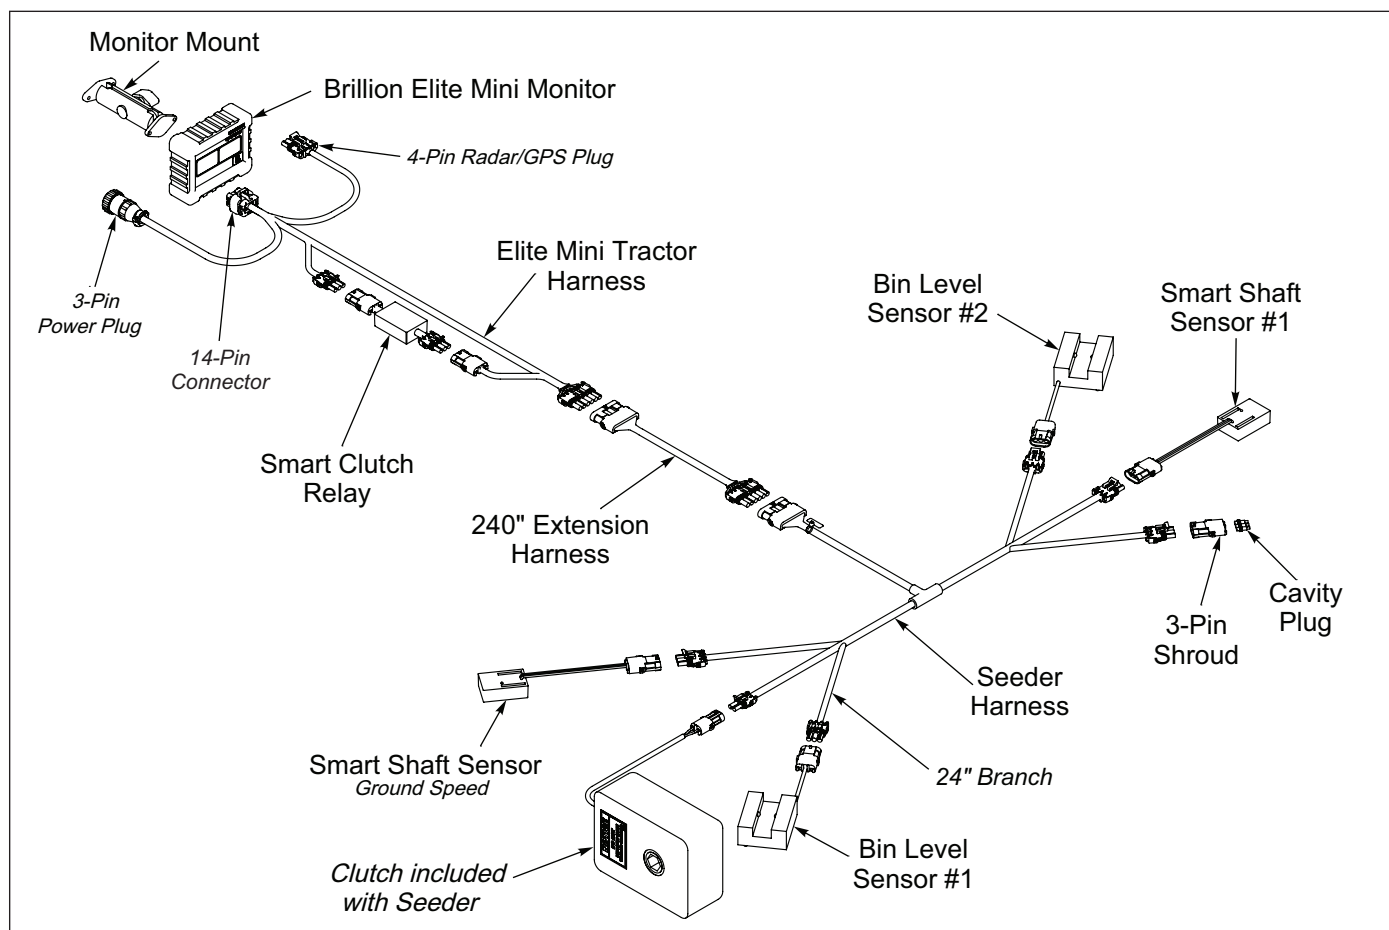 Monitor Mount
Brillion Elite Mini Monitor
4-Pin Radar/GPS Plug
3-Pin
Power Plug
14-Pin
Connector
Elite Mini Tractor
Harness
Bin Level
Sensor #2
Smart Shaft
Sensor #1
Smart Clutch
Relay
240" Extension
Harness
Cavity
Plug
3-Pin
Shroud
Seeder
Harness
Smart Shaft Sensor
Ground Speed
24" Branch
Clutch included
with Seeder
Bin Level
Sensor #1